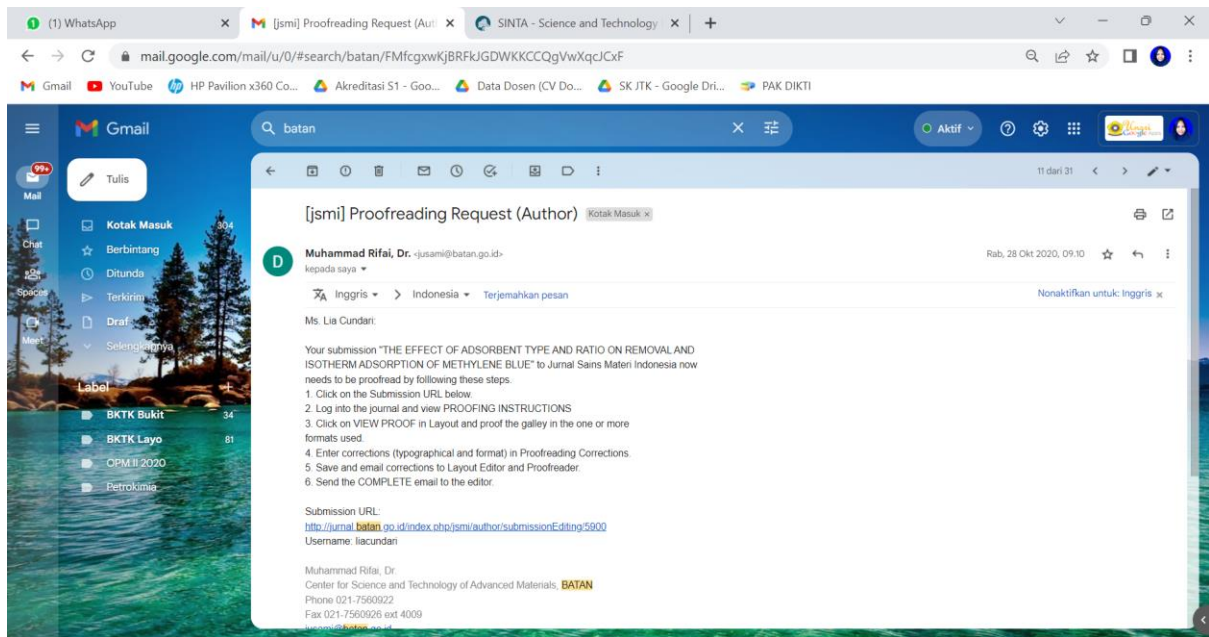 (1) WhatsApp
[jsmi] Proofreading Request (Aut
SINTA - Science and Technology
mail.google.com/mail/u/0/#search/batan/FMfcgxwKjBRFkJGDWKKCCQgVwXqcJCxF
Gmail YouTube HP Pavilion x360 Co... Akreditasi S1 - Goo... Data Dosen (CV Do... SK JTK - Google Dri... PAK DIKTI
Gmail
batan
Aktif
99+
Mail
Chat
Spaces
Meet
Tulis
Kotak Masuk 304
Berbintang
Ditunda
Terkirim
Draf
Selengkapnya
Label
BKTK Bukit 34
BKTK Layo 81
OPM II 2020
Petrokimia
11 dari 31
[jsmi] Proofreading Request (Author) Kotak Masuk ×
D
Muhammad Rifai, Dr. <jusami@batan.go.id>
Rab, 28 Okt 2020, 09.10
kepada saya
Inggris > Indonesia Terjemahkan pesan
Nonaktifkan untuk: Inggris ×
Ms. Lia Cundari:
Your submission "THE EFFECT OF ADSORBENT TYPE AND RATIO ON REMOVAL AND
ISOTHERM ADSORPTION OF METHYLENE BLUE" to Jurnal Sains Materi Indonesia now
needs to be proofread by folllowing these steps.
1. Click on the Submission URL below.
2. Log into the journal and view PROOFING INSTRUCTIONS
3. Click on VIEW PROOF in Layout and proof the galley in the one or more
formats used.
4. Enter corrections (typographical and format) in Proofreading Corrections.
5. Save and email corrections to Layout Editor and Proofreader.
6. Send the COMPLETE email to the editor.
Submission URL:
http://jurnal.batan.go.id/index.php/jsmi/author/submissionEditing/5900
Username: liacundari
Muhammad Rifai, Dr.
Center for Science and Technology of Advanced Materials, BATAN
Phone 021-7560922
Fax 021-7560926 ext 4009
jusami@batan.go.id